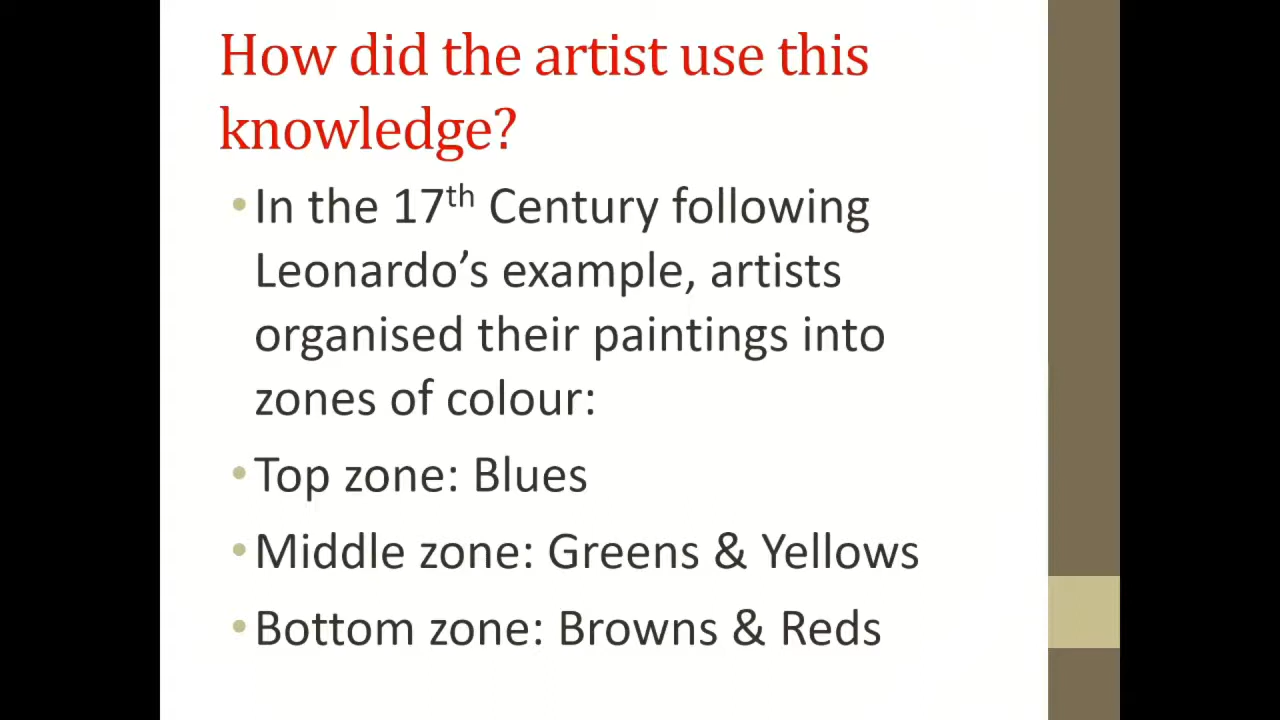 How did the artist use this
knowledge?
•In the 17th Century following
Leonardo’s example, artists
organised their paintings into
zones of colour:
•Top zone: Blues
•Middle zone: Greens & Yellows
•Bottom zone: Browns & Reds